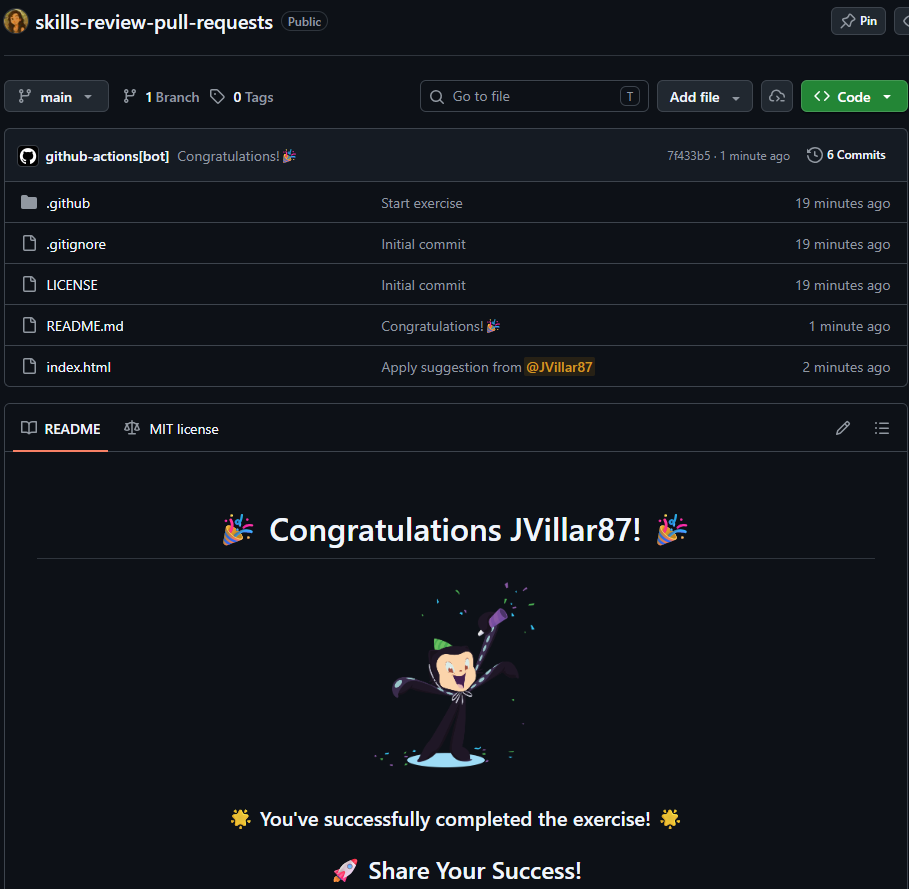 skills-review-pull-requests Public Pin
main 1 Branch 0 Tags Go to file T Add file Code
github-actions[bot] Congratulations!🎉 7f433b5 · 1 minute ago 6 Commits
.github Start exercise 19 minutes ago
.gitignore Initial commit 19 minutes ago
LICENSE Initial commit 19 minutes ago
README.md Congratulations!🎉 1 minute ago
index.html Apply suggestion from @JVillar87 2 minutes ago
README MIT license
🎉 Congratulations JVillar87! 🎉
🌟 You've successfully completed the exercise! 🌟
🚀 Share Your Success!